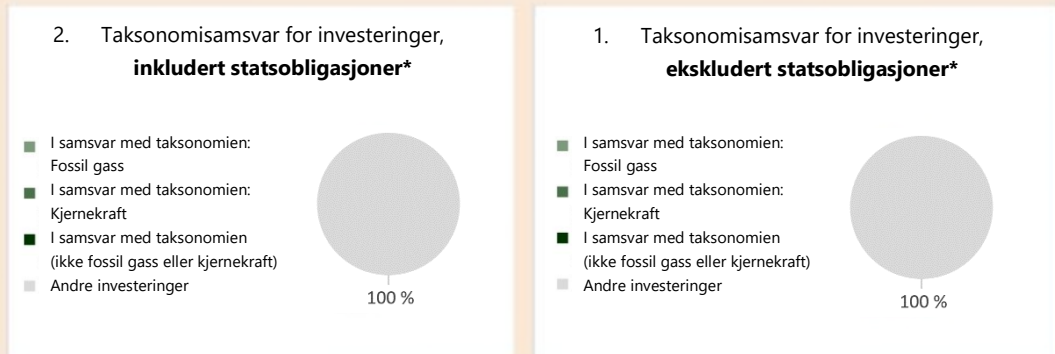 2. Taksonomisamsvar for investeringer,
inkludert statsobligasjoner*
I samsvar med taksonomien:
Fossil gass
I samsvar med taksonomien:
Kjernekraft
I samsvar med taksonomien
(ikke fossil gass eller kjernekraft)
Andre investeringer
100 %
1. Taksonomisamsvar for investeringer,
ekskludert statsobligasjoner*
I samsvar med taksonomien:
Fossil gass
I samsvar med taksonomien:
Kjernekraft
I samsvar med taksonomien
(ikke fossil gass eller kjernekraft)
Andre investeringer
100 %